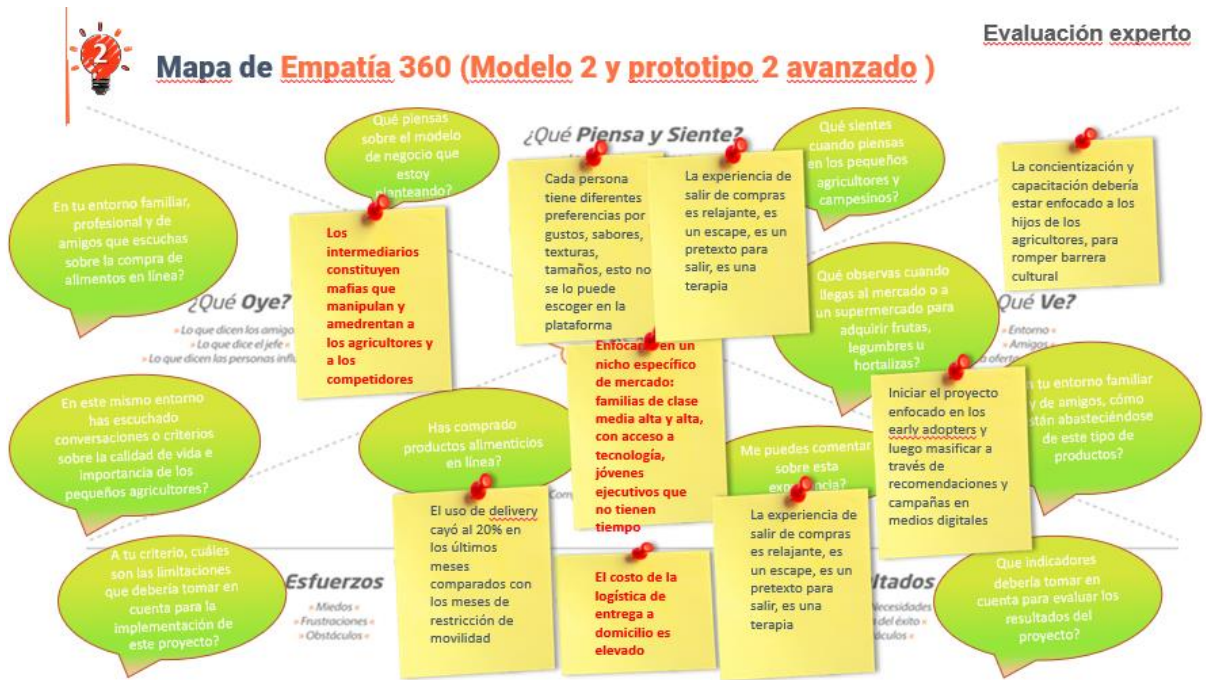 Evaluación experto
2
Mapa de Empatía 360 (Modelo 2 y prototipo 2 avanzado )
Qué piensas
sobre el modelo
de negocio que
estoy
planteando?
¿Qué Piensa y Siente?
Qué sientes
cuando piensas
en los pequeños
agricultores y
campesinos?
La concientización y
capacitación debería
estar enfocado a los
hijos de los
agricultores, para
romper barrera
cultural
Cada persona
tiene diferentes
preferencias por
gustos, sabores,
texturas,
tamaños, esto no
se lo puede
escoger en la
plataforma
La experiencia de
salir de compras
es relajante, es
un escape, es un
pretexto para
salir, es una
terapia
En tu entorno familiar,
profesional y de
amigos que escuchas
sobre la compra de
alimentos en línea?
Los
intermediarios
constituyen
mafias que
manipulan y
amedrentan a
los agricultores y
a los
competidores
¿Qué Oye?
Lo que dicen los amigo
Lo que dice el jefe
Lo que dicen las personas influ
Qué observas cuando
llegas al mercado o a
un supermercado para
adquirir frutas,
legumbres u
hortalizas?
Qué Ve?
Entorno
Amigos
a oferta
en un
nicho específico
de mercado:
familias de clase
media alta y alta,
con acceso a
tecnología,
jóvenes
ejecutivos que
no tienen
tiempo
Iniciar el proyecto
enfocado en los
early adopters y
luego masificar a
través de
recomendaciones y
campañas en
medios digitales
n tu entorno familiar
y de amigos, cómo
están abasteciéndose
de este tipo de
productos?
En este mismo entorno
has escuchado
conversaciones o criterios
sobre la calidad de vida e
importancia de los
pequeños agricultores?
Has comprado
productos alimenticios
en línea?
Me puedes comentar
sobre esta
experiencia?
El uso de delivery
cayó al 20% en
los últimos
meses
comparados con
los meses de
restricción de
movilidad
El costo de la
logística de
entrega a
domicilio es
elevado
La experiencia de
salir de compras
es relajante, es
un escape, es un
pretexto para
salir, es una
terapia
A tu criterio, cuáles
son las limitaciones
que debería tomar en
cuenta para la
implementación de
este proyecto?
Esfuerzos
Miedos
Frustraciones
Obstáculos
ultados
Necesidades
del éxito
áculos
Que indicadores
debería tomar en
cuenta para evaluar los
resultados del
proyecto?